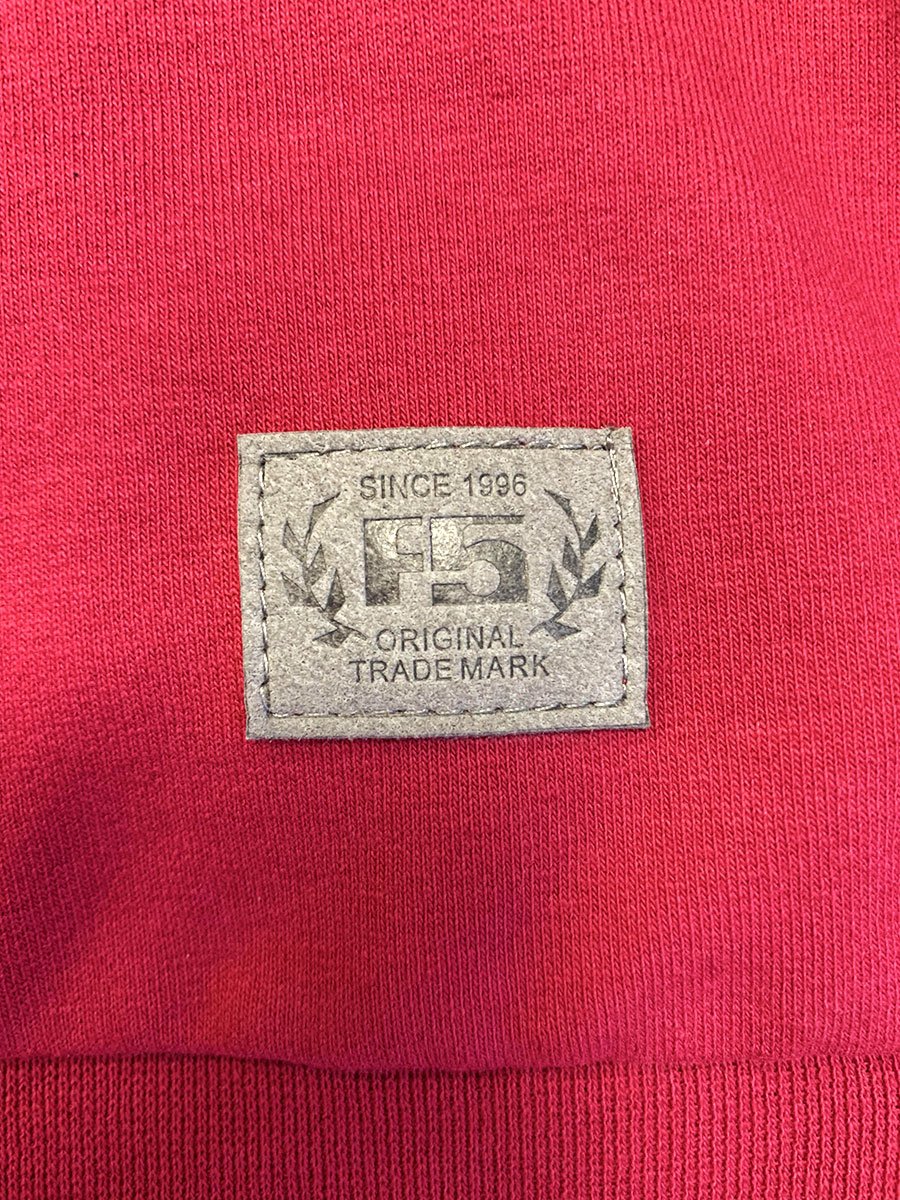 SINCE 1996
F5
ORIGINAL
TRADE MARK